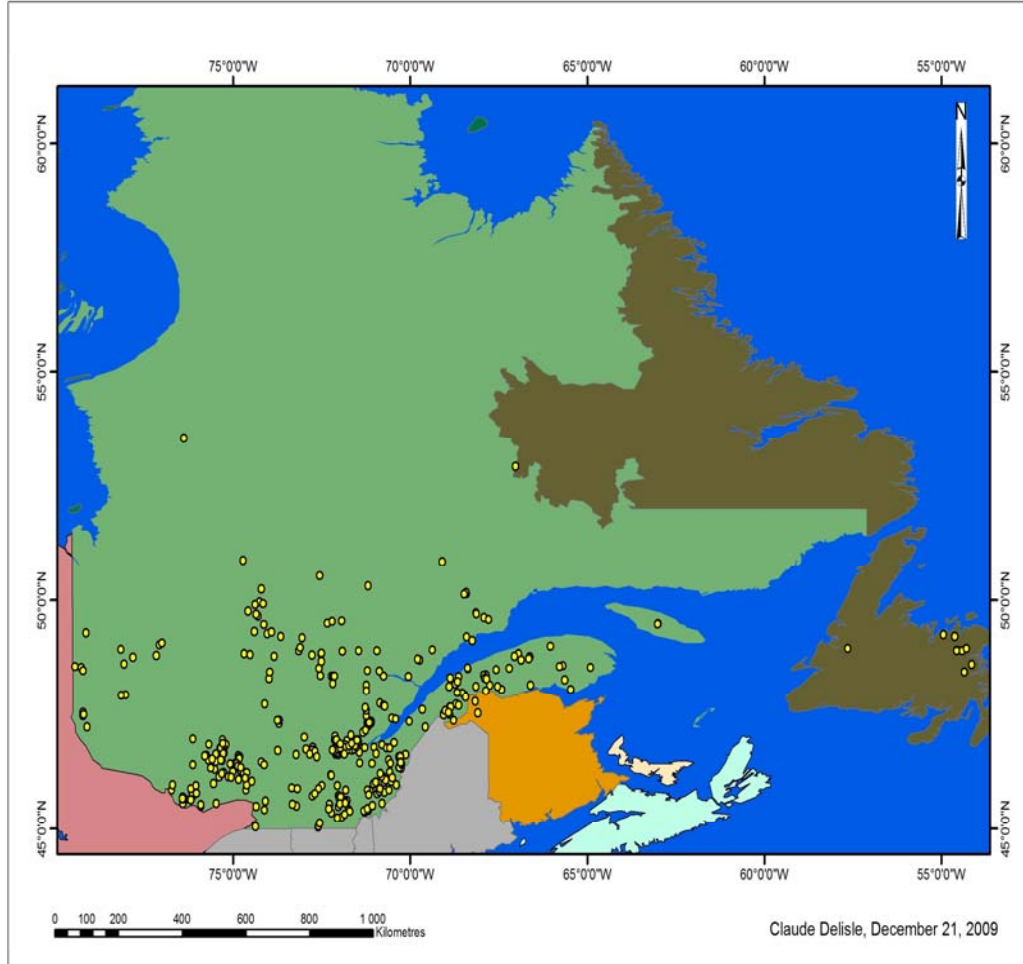 75°0'0"W 70°0'0"W 65°0'0"W 60°0'0"W 55°0'0"W
60°0'0"N 60°0'0"N
N
55°0'0"N 55°0'0"N
50°0'0"N 50°0'0"N
45°0'0"N 45°0'0"N
75°0'0"W 70°0'0"W 65°0'0"W 60°0'0"W 55°0'0"W
0 100 200 400 600 800 1 000
Kilometres
Claude Delisle, December 21, 2009